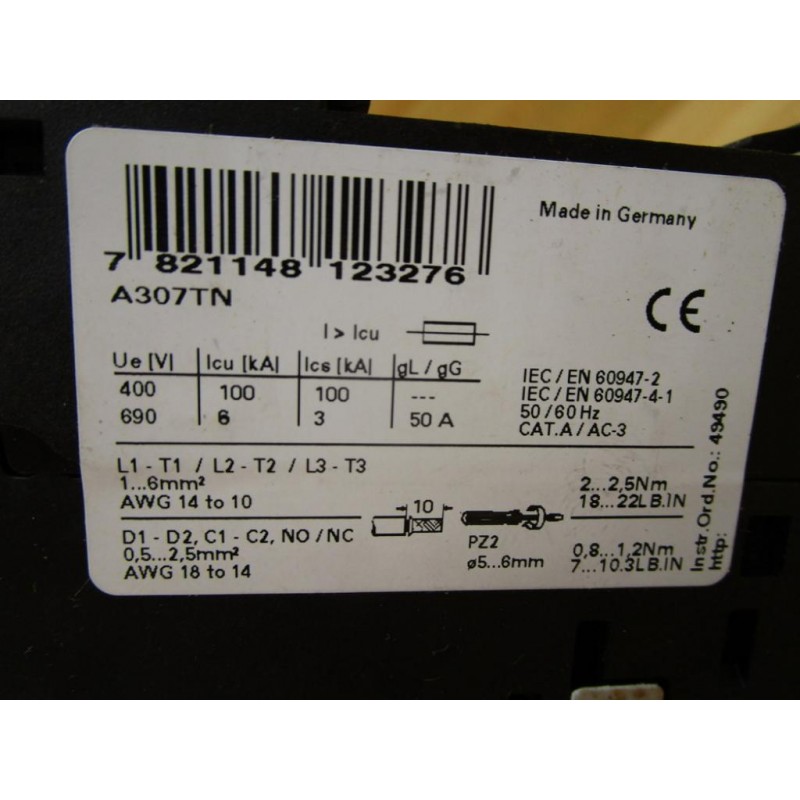 Made in Germany
7 821148 123276
A307TN
CE
I > Icu
Ue [V] Icu [kA] Ics [kA] gL / gG
400 100 100 ---
690 6 3 50 A
IEC / EN 60947-2
IEC / EN 60947-4-1
50 / 60 Hz
CAT.A / AC-3
L1 - T1 / L2 - T2 / L3 - T3
1...6mm²
AWG 14 to 10
2...2,5Nm
18...22LB.IN
D1 - D2, C1 - C2, NO / NC
0,5...2,5mm²
AWG 18 to 14
10
PZ2
ø5...6mm
0,8...1,2Nm
7...10.3LB.IN
Instr.Ord.No.: 49490
http: